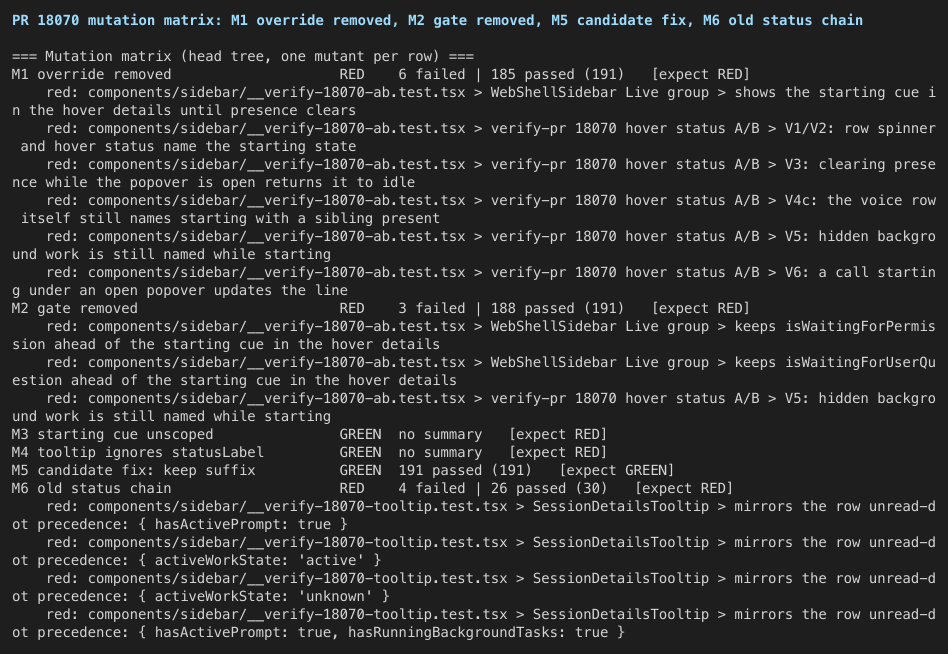 PR 18070 mutation matrix: M1 override removed, M2 gate removed, M5 candidate fix, M6 old status chain
=== Mutation matrix (head tree, one mutant per row) ===
M1 override removed                   RED    6 failed | 185 passed (191)   [expect RED]
    red: components/sidebar/__verify-18070-ab.test.tsx > WebShellSidebar Live group > shows the starting cue i
n the hover details until presence clears
    red: components/sidebar/__verify-18070-ab.test.tsx > verify-pr 18070 hover status A/B > V1/V2: row spinner
 and hover status name the starting state
    red: components/sidebar/__verify-18070-ab.test.tsx > verify-pr 18070 hover status A/B > V3: clearing prese
nce while the popover is open returns it to idle
    red: components/sidebar/__verify-18070-ab.test.tsx > verify-pr 18070 hover status A/B > V4c: the voice row
 itself still names starting with a sibling present
    red: components/sidebar/__verify-18070-ab.test.tsx > verify-pr 18070 hover status A/B > V5: hidden backgro
und work is still named while starting
    red: components/sidebar/__verify-18070-ab.test.tsx > verify-pr 18070 hover status A/B > V6: a call startin
g under an open popover updates the line
M2 gate removed                       RED    3 failed | 188 passed (191)   [expect RED]
    red: components/sidebar/__verify-18070-ab.test.tsx > WebShellSidebar Live group > keeps isWaitingForPermis
sion ahead of the starting cue in the hover details
    red: components/sidebar/__verify-18070-ab.test.tsx > WebShellSidebar Live group > keeps isWaitingForUserQu
estion ahead of the starting cue in the hover details
    red: components/sidebar/__verify-18070-ab.test.tsx > verify-pr 18070 hover status A/B > V5: hidden backgro
und work is still named while starting
M3 starting cue unscoped              GREEN  no summary   [expect RED]
M4 tooltip ignores statusLabel        GREEN  no summary   [expect RED]
M5 candidate fix: keep suffix         GREEN  191 passed (191)   [expect GREEN]
M6 old status chain                   RED    4 failed | 26 passed (30)   [expect RED]
    red: components/sidebar/__verify-18070-tooltip.test.tsx > SessionDetailsTooltip > mirrors the row unread-d
ot precedence: { hasActivePrompt: true }
    red: components/sidebar/__verify-18070-tooltip.test.tsx > SessionDetailsTooltip > mirrors the row unread-d
ot precedence: { activeWorkState: 'active' }
    red: components/sidebar/__verify-18070-tooltip.test.tsx > SessionDetailsTooltip > mirrors the row unread-d
ot precedence: { activeWorkState: 'unknown' }
    red: components/sidebar/__verify-18070-tooltip.test.tsx > SessionDetailsTooltip > mirrors the row unread-d
ot precedence: { hasActivePrompt: true, hasRunningBackgroundTasks: true }